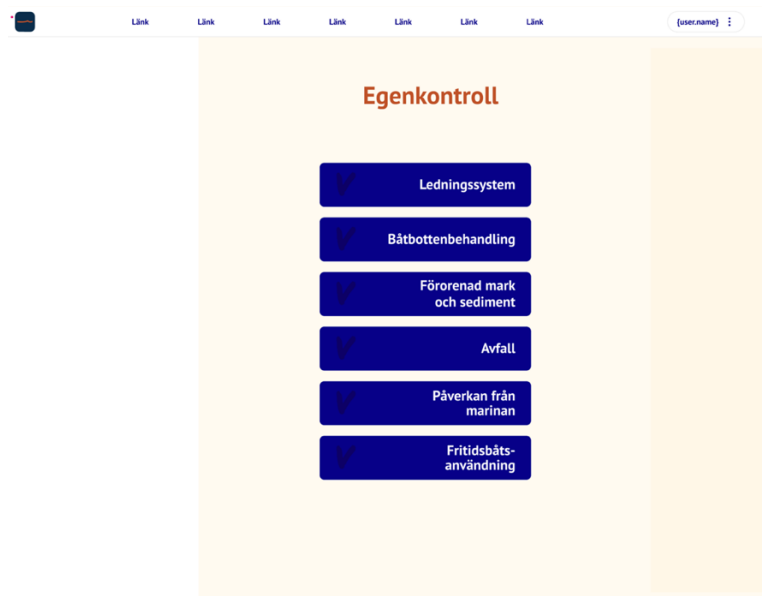 Länk Länk Länk Länk Länk Länk Länk {user.name}
Egenkontroll
Ledningssystem
Båtbottenbehandling
Förorenad mark
och sediment
Avfall
Påverkan från
marinan
Fritidsbåts-
användning